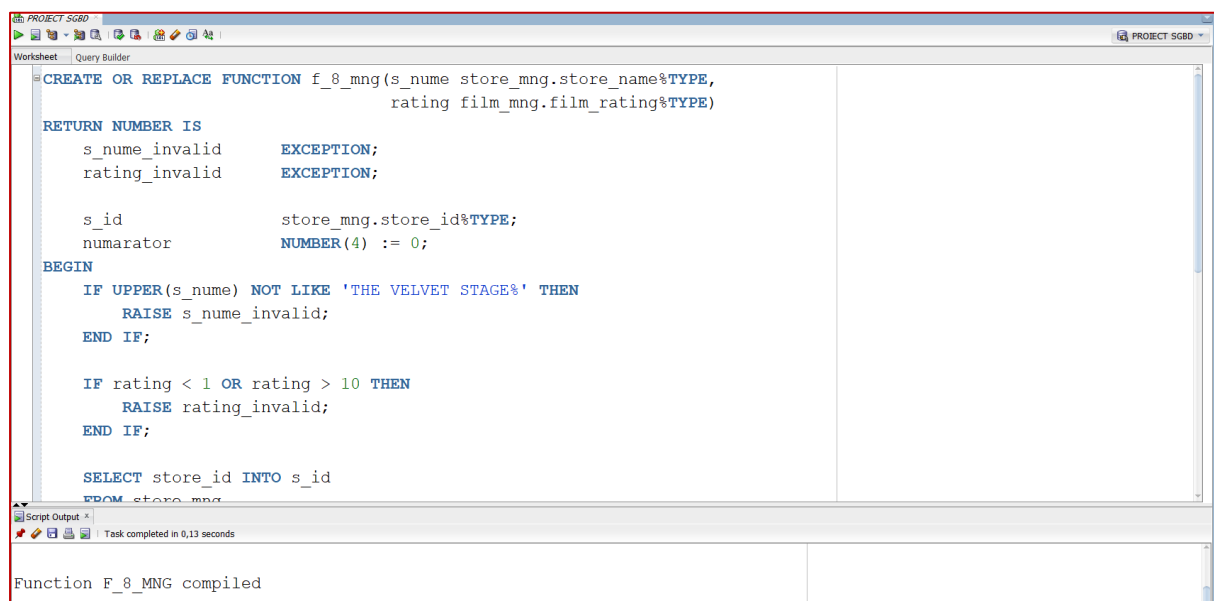 PROJECT SGBD
PROJECT SGBD
Worksheet Query Builder
CREATE OR REPLACE FUNCTION f_8_mng(s_nume store_mng.store_name%TYPE,
rating film_mng.film_rating%TYPE)
RETURN NUMBER IS
s_nume_invalid EXCEPTION;
rating_invalid EXCEPTION;
s_id store_mng.store_id%TYPE;
numarator NUMBER(4) := 0;
BEGIN
IF UPPER(s_nume) NOT LIKE 'THE VELVET STAGE%' THEN
RAISE s_nume_invalid;
END IF;
IF rating < 1 OR rating > 10 THEN
RAISE rating_invalid;
END IF;
SELECT store_id INTO s_id
FROM store_mng
Script Output
Task completed in 0,13 seconds
Function F_8_MNG compiled